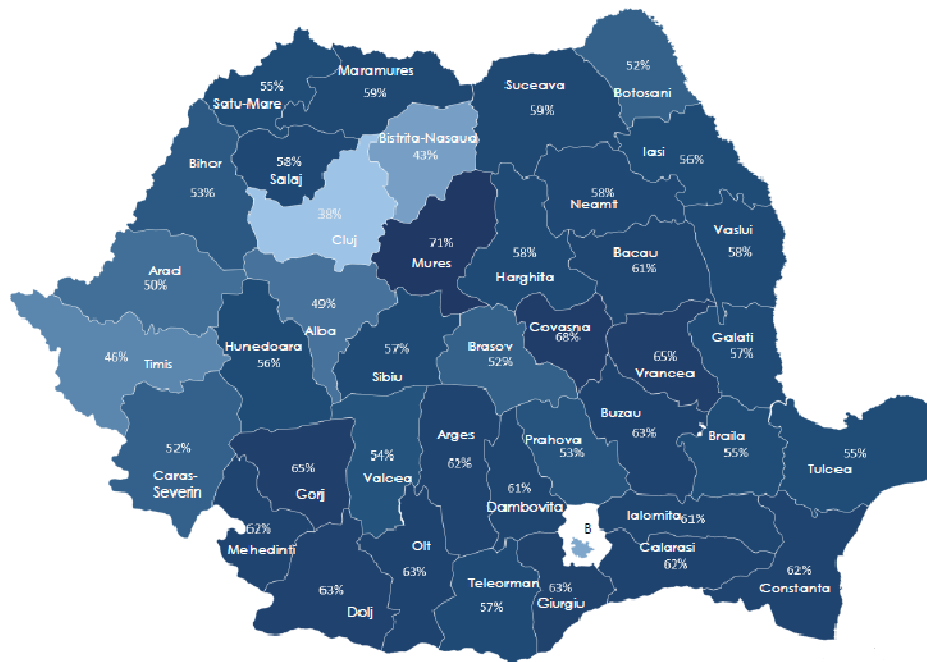 Maramures
59%
55%
Satu-Mare
Suceava
59%
52%
Botosani
Bistrita-Nasaud
43%
Iasi
56%
Bihor
53%
58%
Salaj
58%
Neamt
38%
Cluj
Vaslui
58%
71%
Mures
58%
Harghita
Bacau
61%
Arad
50%
49%
Alba
Covasna
68%
Galati
57%
46%
Timis
Hunedoara
56%
57%
Sibiu
Brasov
52%
65%
Vrancea
Buzau
63%
52%
Caras-
Severin
65%
Gorj
54%
Valcea
Arges
62%
Prahova
53%
Braila
55%
55%
Tulcea
61%
Dambovita
62%
Mehedinti
Olt
63%
B
Ialomita
61%
Calarasi
62%
63%
Dolj
Teleorman
57%
63%
Giurgiu
62%
Constanta